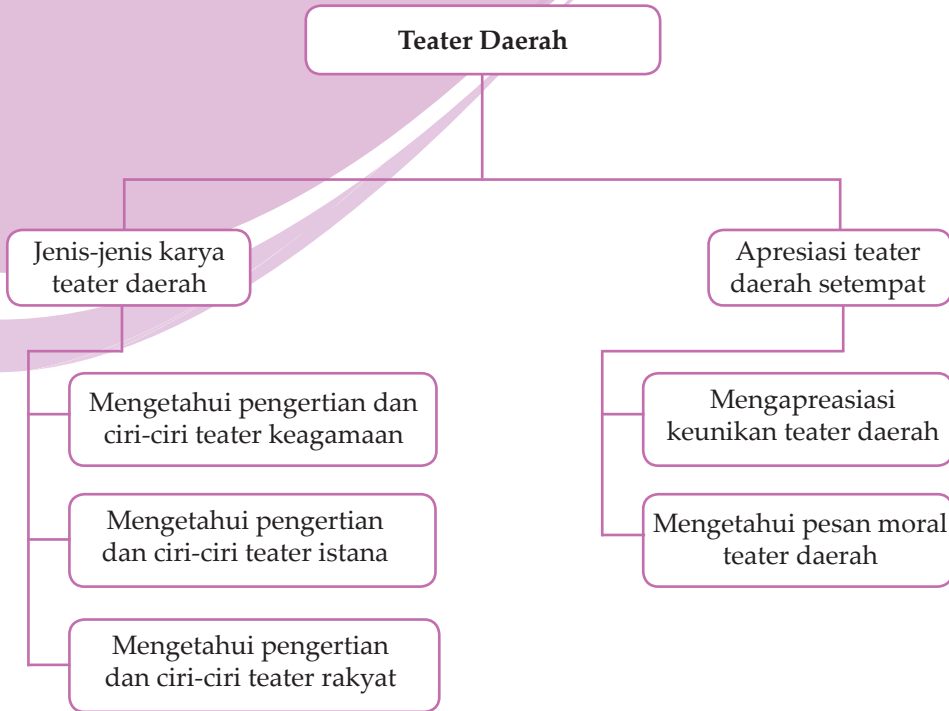 Teater Daerah
Jenis-jenis karya
teater daerah
Mengetahui pengertian dan
ciri-ciri teater keagamaan
Mengetahui pengertian
dan ciri-ciri teater istana
Mengetahui pengertian
dan ciri-ciri teater rakyat
Apresiasi teater
daerah setempat
Mengapreasiasi
keunikan teater daerah
Mengetahui pesan moral
teater daerah